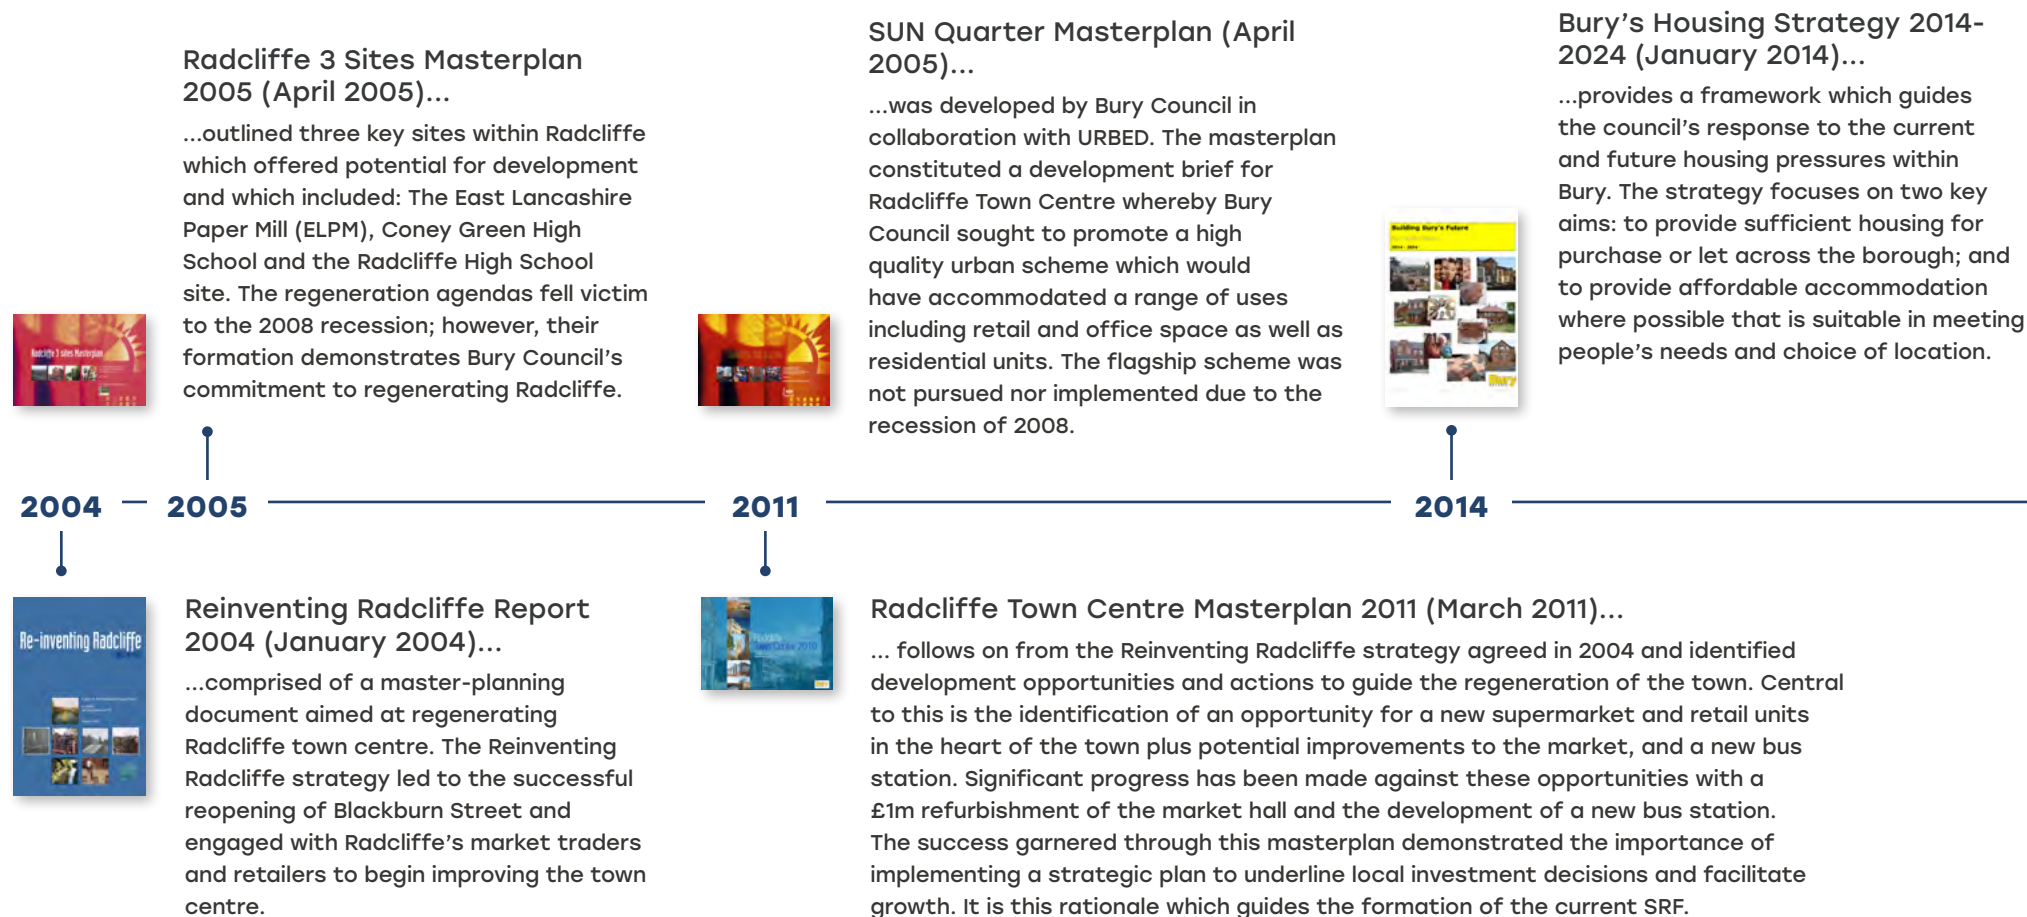 Radcliffe 3 Sites Masterplan
2005 (April 2005)...
...outlined three key sites within Radcliffe
which offered potential for development
and which included: The East Lancashire
Paper Mill (ELPM), Coney Green High
School and the Radcliffe High School
site. The regeneration agendas fell victim
to the 2008 recession; however, their
formation demonstrates Bury Council's
commitment to regenerating Radcliffe.
Radcliffe 3 sites Masterplan
SUN Quarter Masterplan (April
2005)...
...was developed by Bury Council in
collaboration with URBED. The masterplan
constituted a development brief for
Radcliffe Town Centre whereby Bury
Council sought to promote a high
quality urban scheme which would
have accommodated a range of uses
including retail and office space as well as
residential units. The flagship scheme was
not pursued nor implemented due to the
recession of 2008.
Bury's Housing Strategy 2014-
2024 (January 2014)...
...provides a framework which guides
the council's response to the current
and future housing pressures within
Bury. The strategy focuses on two key
aims: to provide sufficient housing for
purchase or let across the borough; and
to provide affordable accommodation
where possible that is suitable in meeting
people's needs and choice of location.
Building Bury's Future
Bury
2004
2005
2011
2014
Re-inventing Radcliffe
Reinventing Radcliffe Report
2004 (January 2004)...
...comprised of a master-planning
document aimed at regenerating
Radcliffe town centre. The Reinventing
Radcliffe strategy led to the successful
reopening of Blackburn Street and
engaged with Radcliffe's market traders
and retailers to begin improving the town
centre.
Town Centre 2010
Radcliffe Town Centre Masterplan 2011 (March 2011)...
... follows on from the Reinventing Radcliffe strategy agreed in 2004 and identified
development opportunities and actions to guide the regeneration of the town. Central
to this is the identification of an opportunity for a new supermarket and retail units
in the heart of the town plus potential improvements to the market, and a new bus
station. Significant progress has been made against these opportunities with a
£1m refurbishment of the market hall and the development of a new bus station.
The success garnered through this masterplan demonstrated the importance of
implementing a strategic plan to underline local investment decisions and facilitate
growth. It is this rationale which guides the formation of the current SRF.